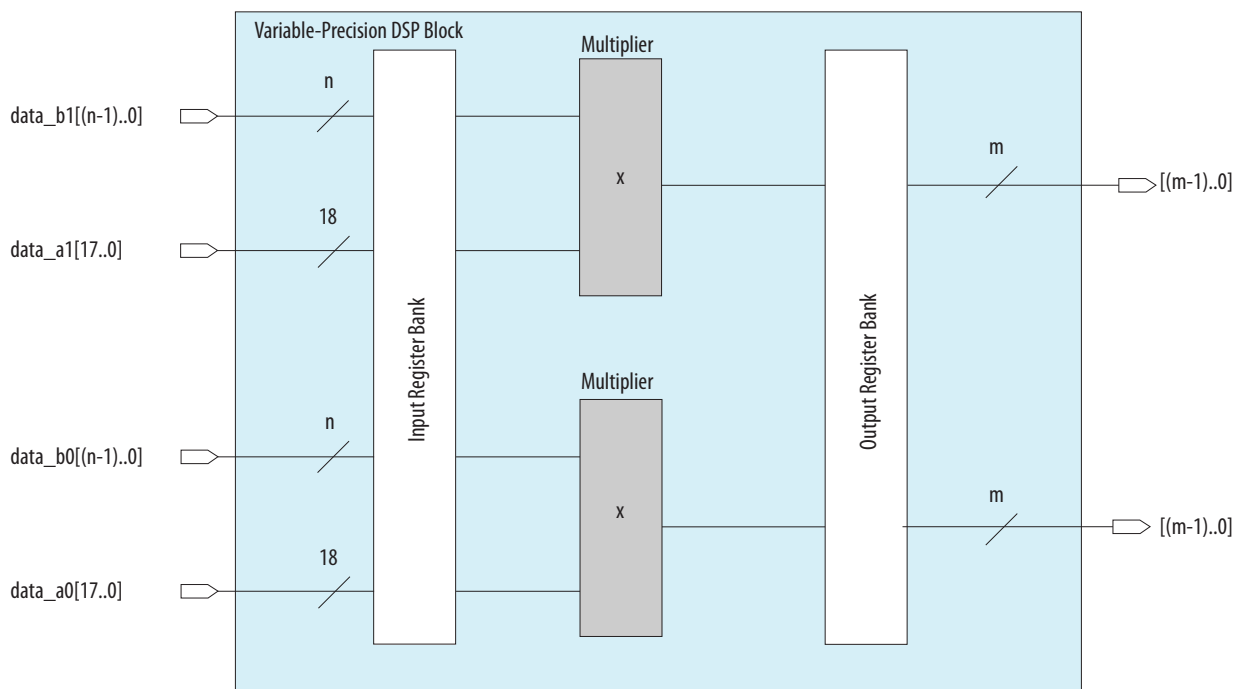 Variable-Precision DSP Block
Multiplier
n
data_b1[(n-1)..0]
m
x
[(m-1)..0]
18
data_a1[17..0]
Input Register Bank
Output Register Bank
Multiplier
n
data_b0[(n-1)..0]
m
x
[(m-1)..0]
18
data_a0[17..0]